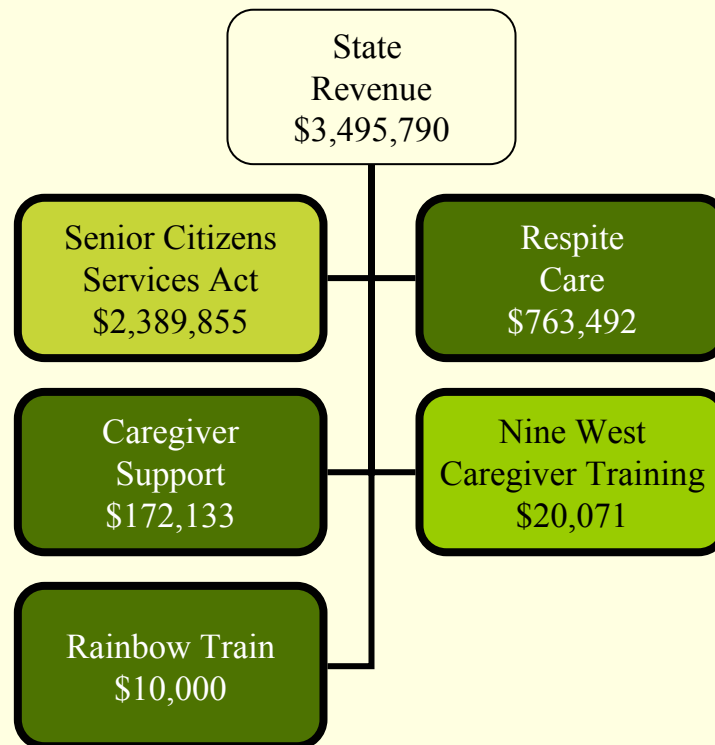 State
Revenue
$3,495,790
Senior Citizens
Services Act
$2,389,855
Respite
Care
$763,492
Caregiver
Support
$172,133
Nine West
Caregiver Training
$20,071
Rainbow Train
$10,000